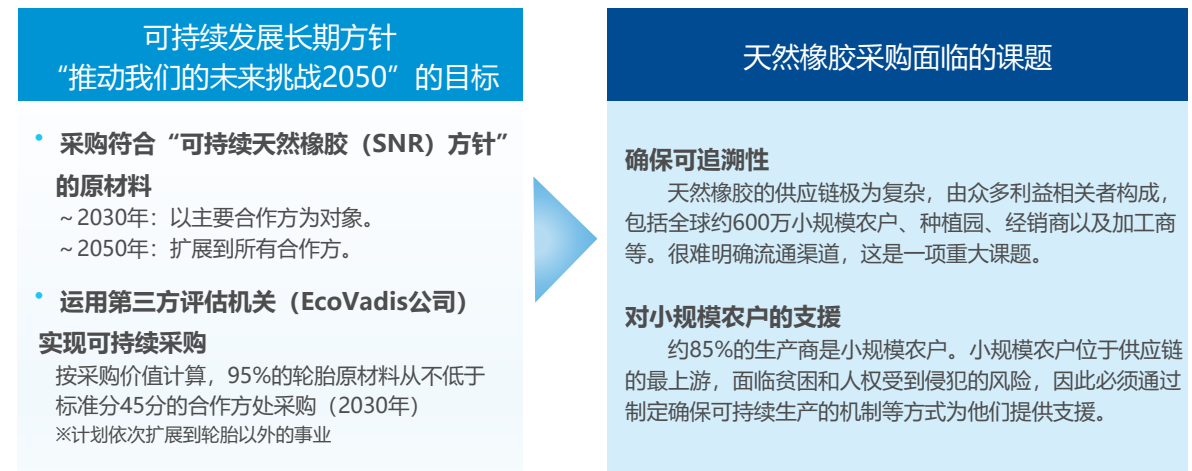 可持续发展长期方针
“推动我们的未来挑战2050”的目标
• 采购符合“可持续天然橡胶（SNR）方针”
的原材料
～2030年：以主要合作方为对象。
～2050年：扩展到所有合作方。
• 运用第三方评估机关（EcoVadis公司）
实现可持续采购
按采购价值计算，95%的轮胎原材料从不低于
标准分45分的合作方处采购（2030年）
※计划依次扩展到轮胎以外的事业
天然橡胶采购面临的课题
确保可追溯性
天然橡胶的供应链极为复杂，由众多利益相关者构成，
包括全球约600万小规模农户、种植园、经销商以及加工商
等。很难明确流通渠道，这是一项重大课题。
对小规模农户的支援
约85%的生产商是小规模农户。小规模农户位于供应链
的最上游，面临贫困和人权受到侵犯的风险，因此必须通过
制定确保可持续生产的机制等方式为他们提供支援。